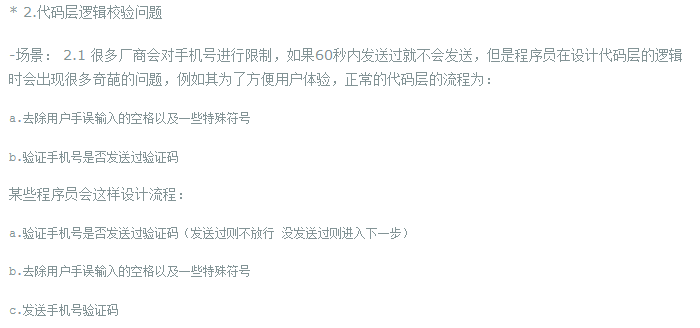 * 2.代码层逻辑校验问题
-场景： 2.1 很多厂商会对手机号进行限制，如果60秒内发送过就不会发送，但是程序员在设计代码层的逻辑
时会出现很多奇葩的问题，例如其为了方便用户体验，正常的代码层的流程为：
a.去除用户手误输入的空格以及一些特殊符号
b.验证手机号是否发送过验证码
某些程序员会这样设计流程：
a.验证手机号是否发送过验证码（发送过则不放行 没发送过则进入下一步）
b.去除用户手误输入的空格以及一些特殊符号
c.发送手机号验证码